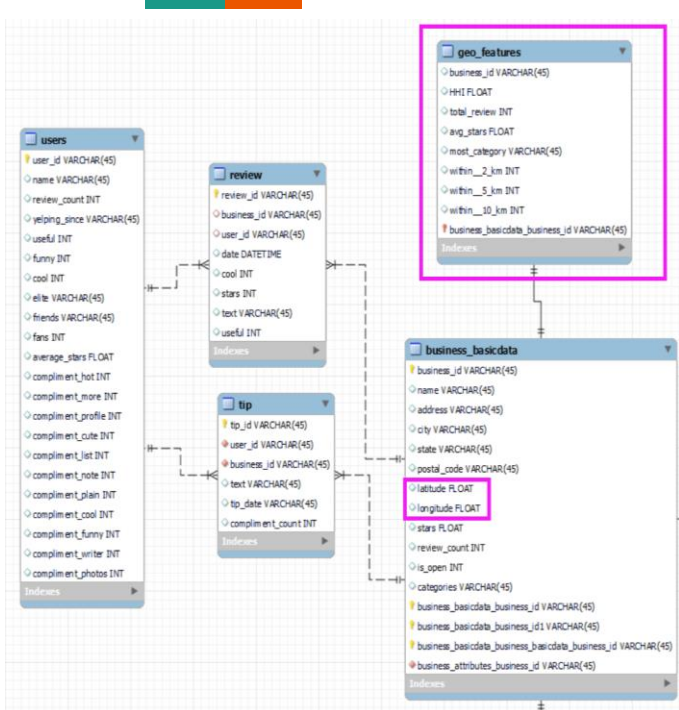 geo_features
business_id VARCHAR(45)
HHI FLOAT
total_review INT
avg_stars FLOAT
most_category VARCHAR(45)
within__2_km INT
within__5_km INT
within__10_km INT
business_basicdata_business_id VARCHAR(45)
Indexes
users
user_id VARCHAR(45)
name VARCHAR(45)
review_count INT
yelping_since VARCHAR(45)
useful INT
funny INT
cool INT
elite VARCHAR(45)
friends VARCHAR(45)
fans INT
average_stars FLOAT
compliment_hot INT
compliment_more INT
compliment_profile INT
compliment_cute INT
compliment_list INT
compliment_note INT
compliment_plain INT
compliment_cool INT
compliment_funny INT
compliment_writer INT
compliment_photos INT
Indexes
review
review_id VARCHAR(45)
business_id VARCHAR(45)
user_id VARCHAR(45)
date DATETIME
cool INT
stars INT
text VARCHAR(45)
useful INT
Indexes
tip
tip_id VARCHAR(45)
user_id VARCHAR(45)
business_id VARCHAR(45)
text VARCHAR(45)
tip_date VARCHAR(45)
compliment_count INT
Indexes
business_basicdata
business_id VARCHAR(45)
name VARCHAR(45)
address VARCHAR(45)
city VARCHAR(45)
state VARCHAR(45)
postal_code VARCHAR(45)
latitude FLOAT
longitude FLOAT
stars FLOAT
review_count INT
is_open INT
categories VARCHAR(45)
business_basicdata_business_id VARCHAR(45)
business_basicdata_business_id1 VARCHAR(45)
business_basicdata_business_basicdata_business_id VARCHAR(45)
business_attributes_business_id VARCHAR(45)
Indexes